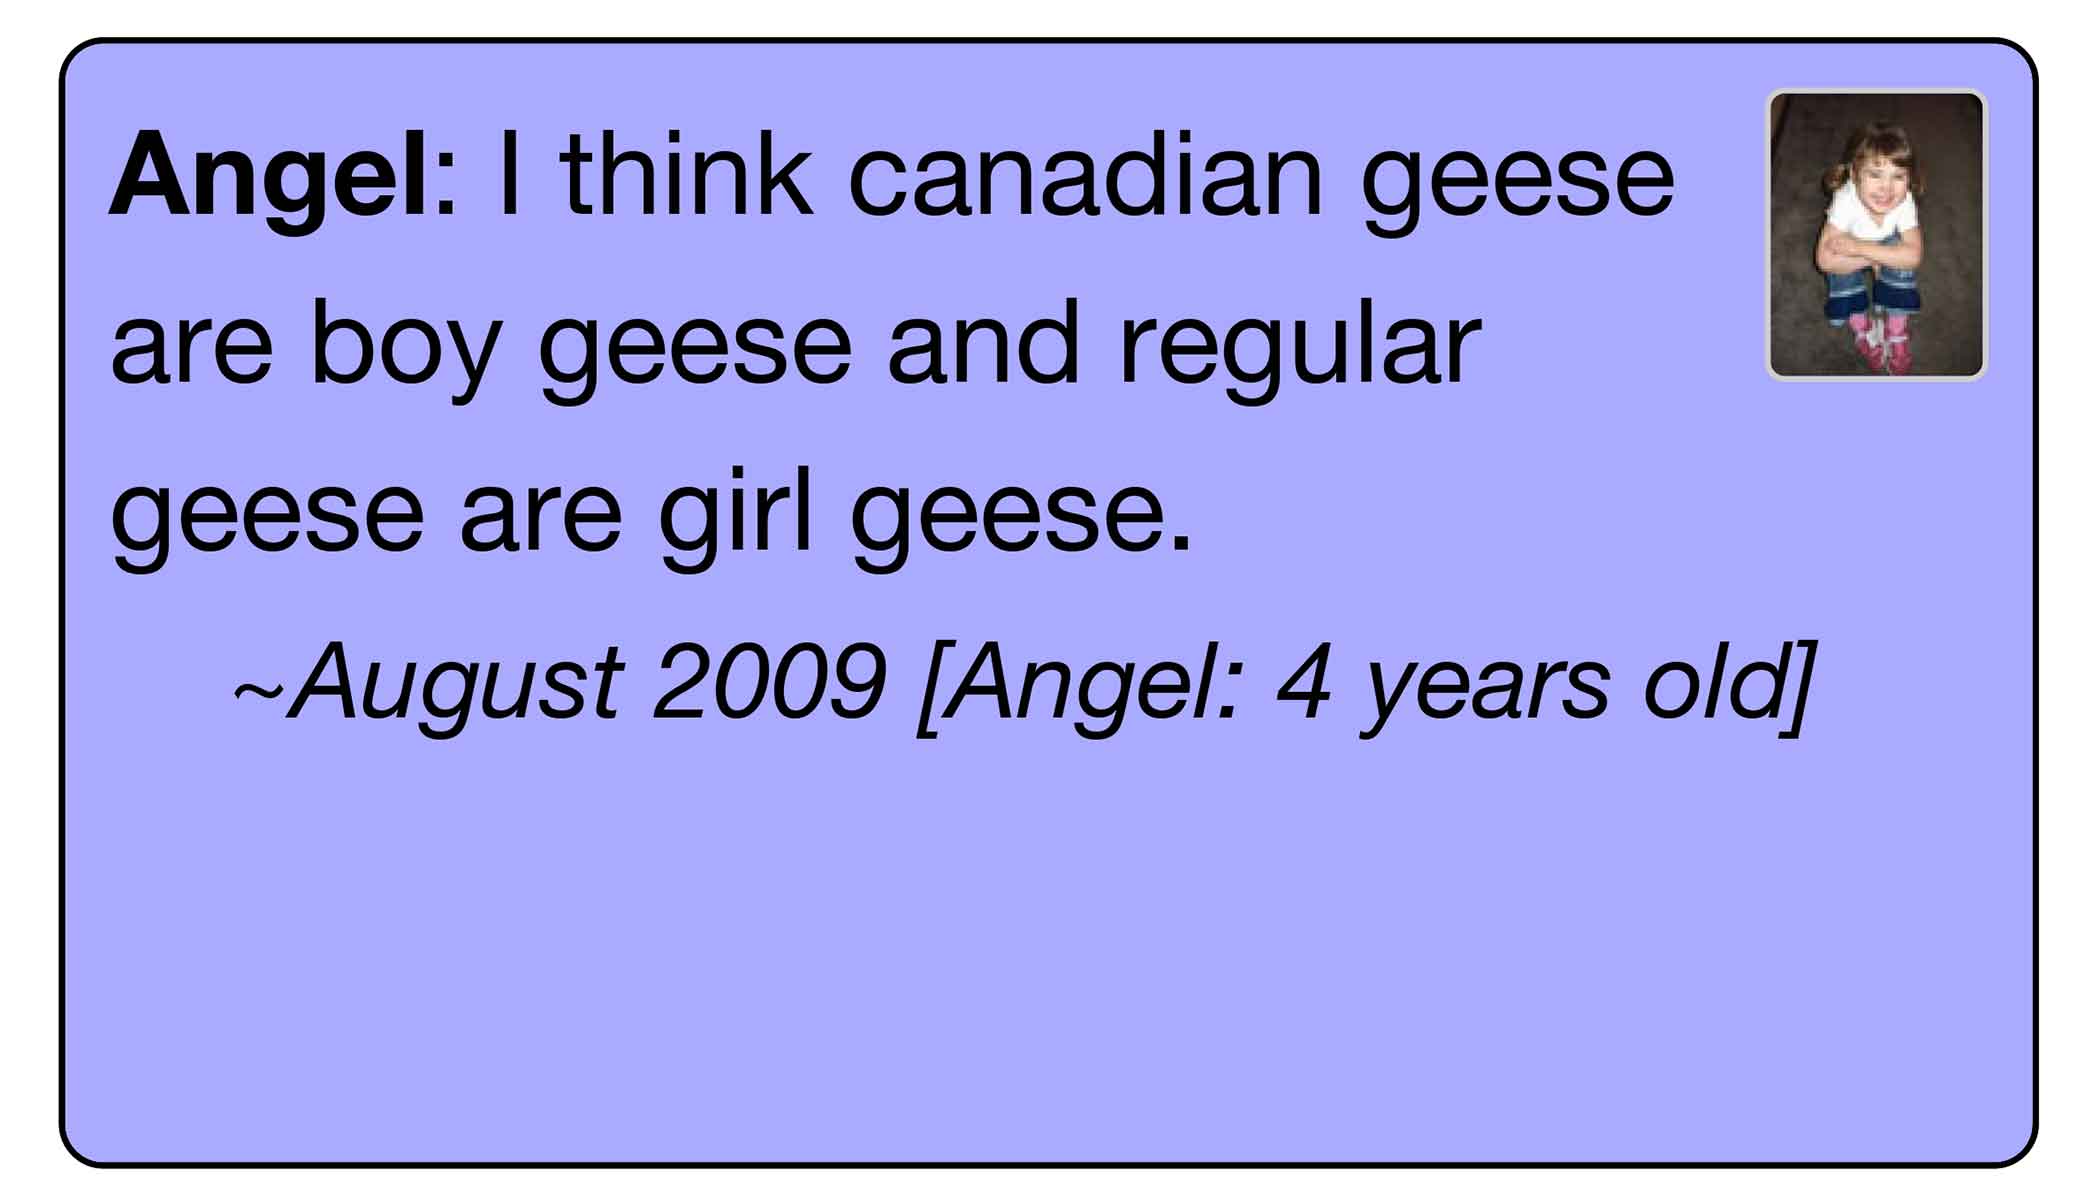 Angel: I think canadian geese
are boy geese and regular
geese are girl geese.
~August 2009 [Angel: 4 years old]